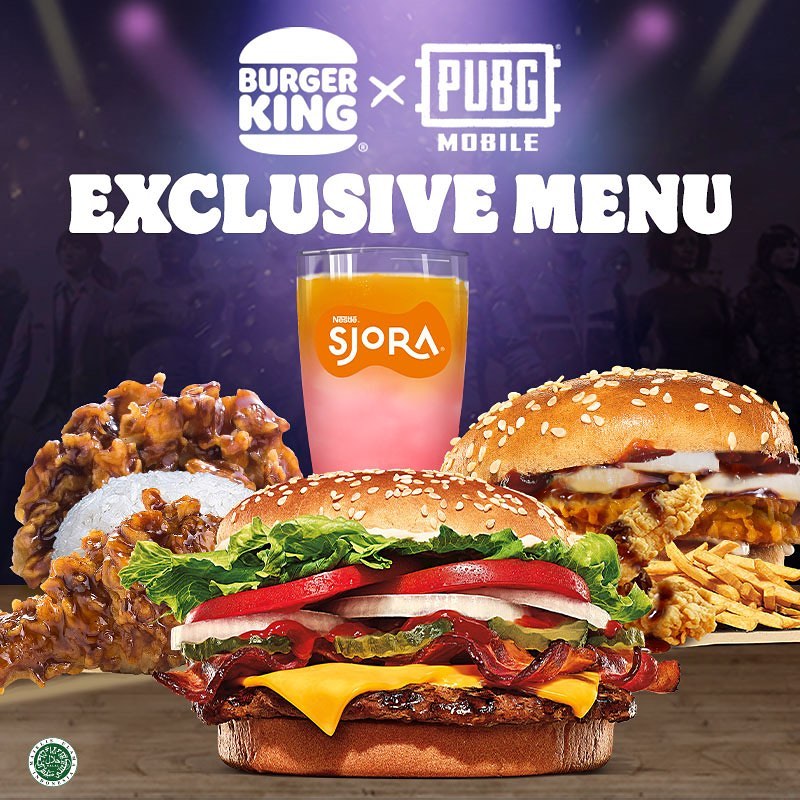 BURGER
KING
®
×
PUBG
MOBILE
EXCLUSIVE MENU
Nestlé
SJORA